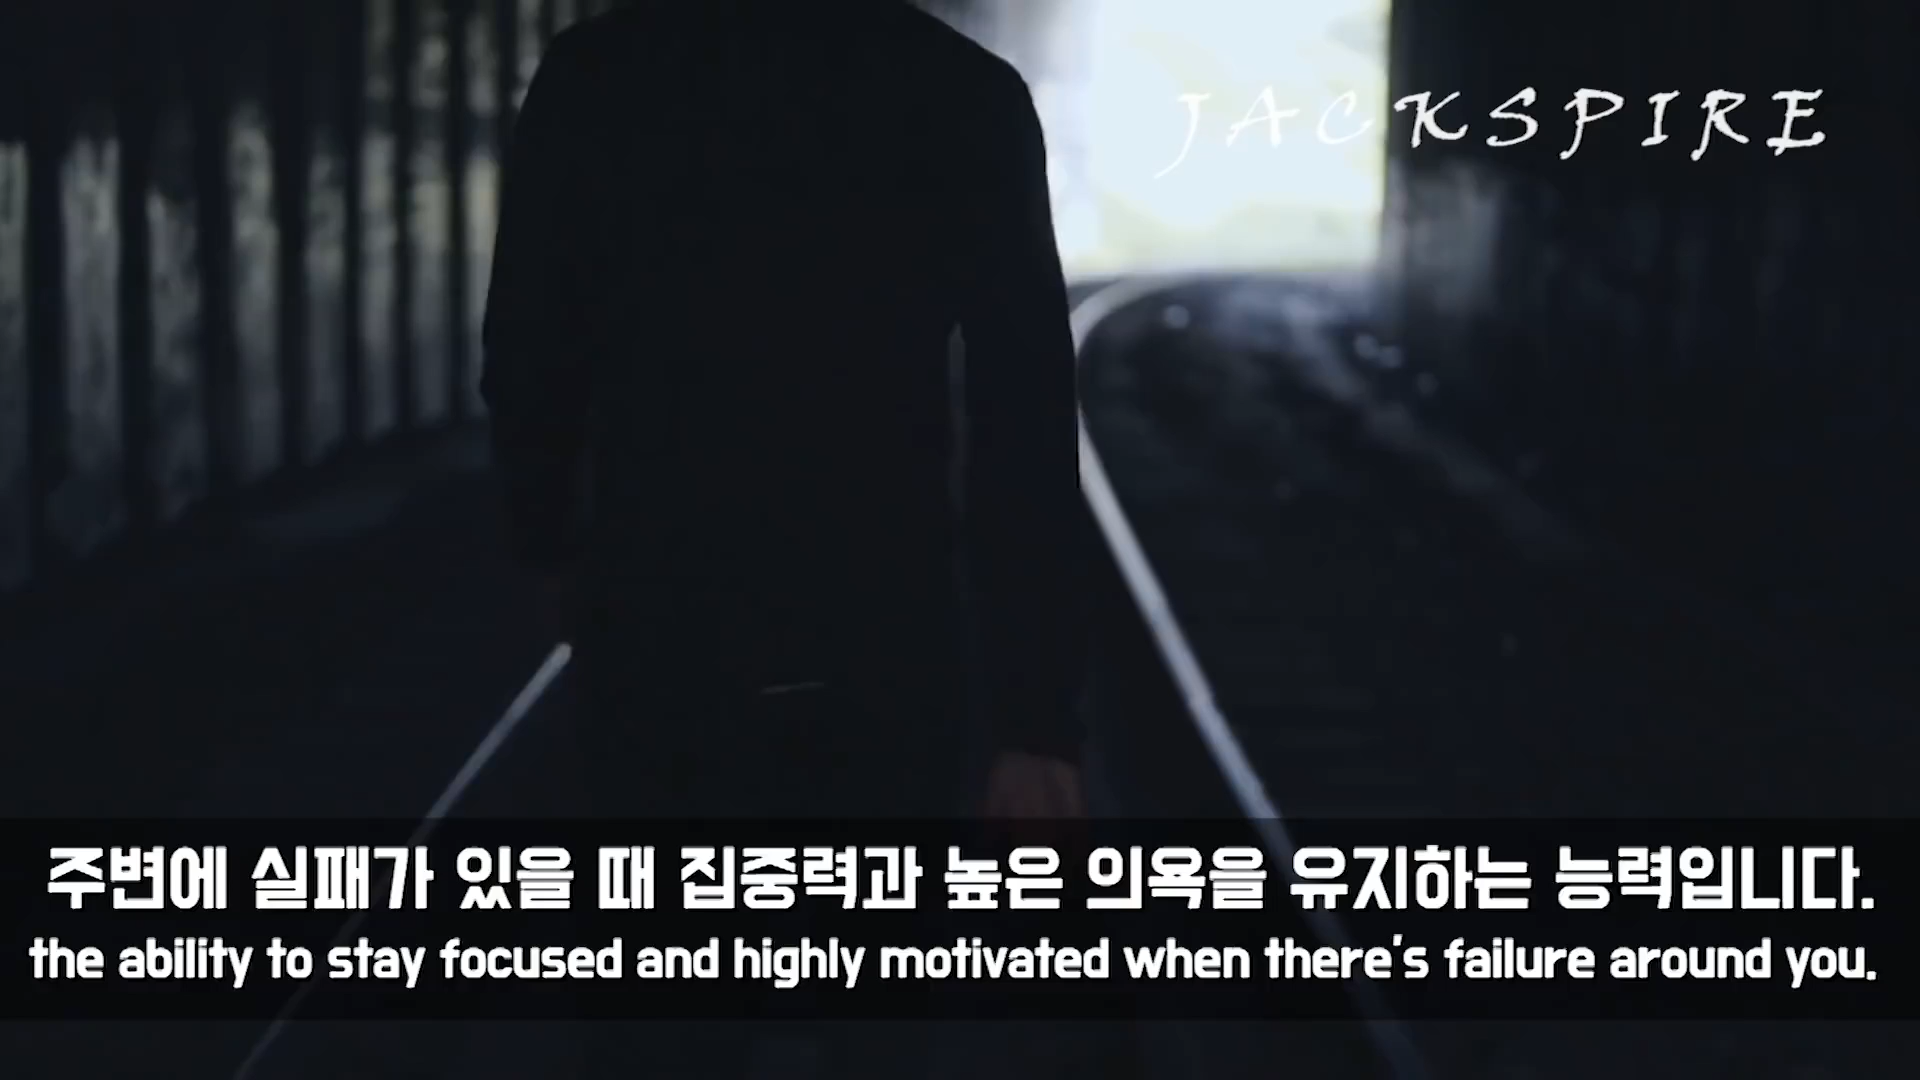 JACKSPIRE
주변에 실패가 있을 때 집중력과 높은 의욕을 유지하는 능력입니다.
the ability to stay focused and highly motivated when there's failure around you.